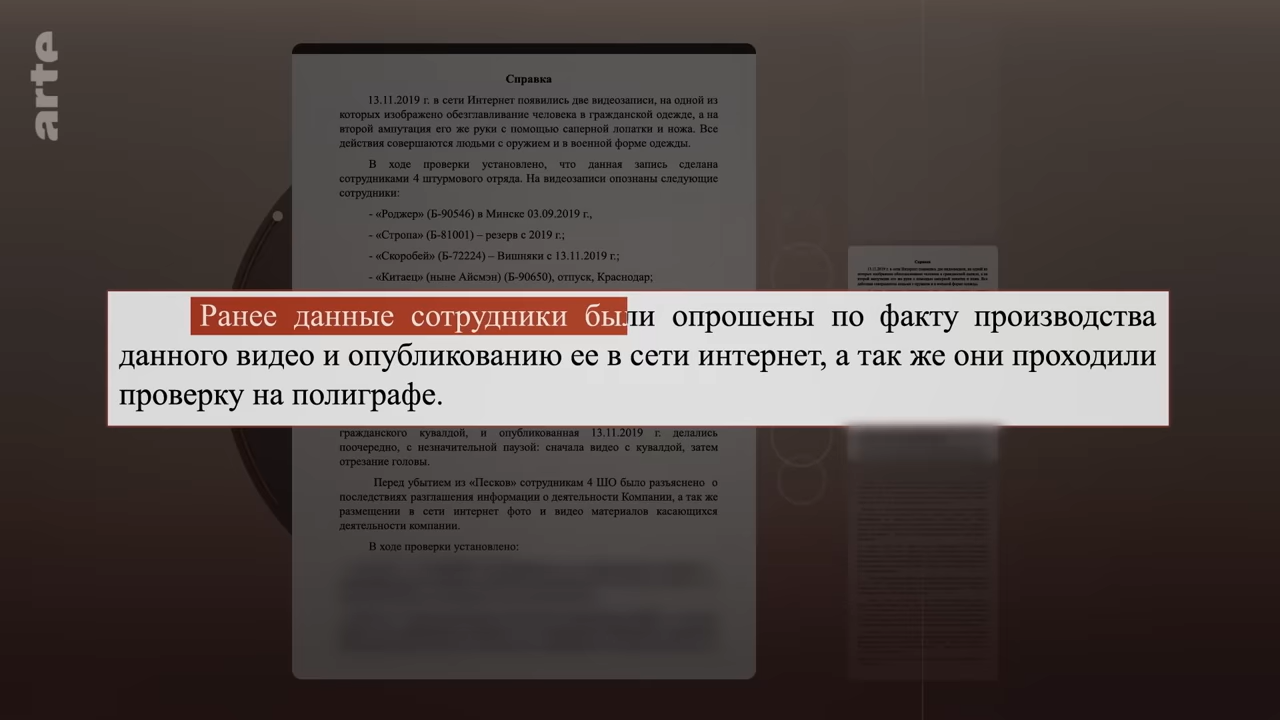 arte
Справка
13.11.2019 г. в сети Интернет появились две видеозаписи, на одной из
которых изображено обезглавливание человека в гражданской одежде, а на
второй ампутация его же руки с помощью саперной лопатки и ножа. Все
действия совершаются людьми с оружием и в военной форме одежды.
В ходе проверки установлено, что данная запись сделана
сотрудниками 4 штурмового отряда. На видеозаписи опознаны следующие
сотрудники:
- «Роджер» (Б-90546) в Минске 03.09.2019 г.,
- «Стропа» (Б-81001) – резерв с 2019 г.;
- «Скоробей» (Б-72224) – Вишняки с 13.11.2019 г.;
- «Китаец» (ныне Айсмэн) (Б-90650), отпуск, Краснодар;
Ранее данные сотрудники были опрошены по факту производства
данного видео и опубликованию ее в сети интернет, а так же они проходили
проверку на полиграфе.
гражданского кувалдой, и опубликованная 13.11.2019 г. делались
поочередно, с незначительной паузой: сначала видео с кувалдой, затем
отрезание головы.
Перед убытием из «Песков» сотрудникам 4 ШО было разъяснено о
последствиях разглашения информации о деятельности Компании, а так же
размещении в сети интернет фото и видео материалов касающихся
деятельности компании.
В ходе проверки установлено: